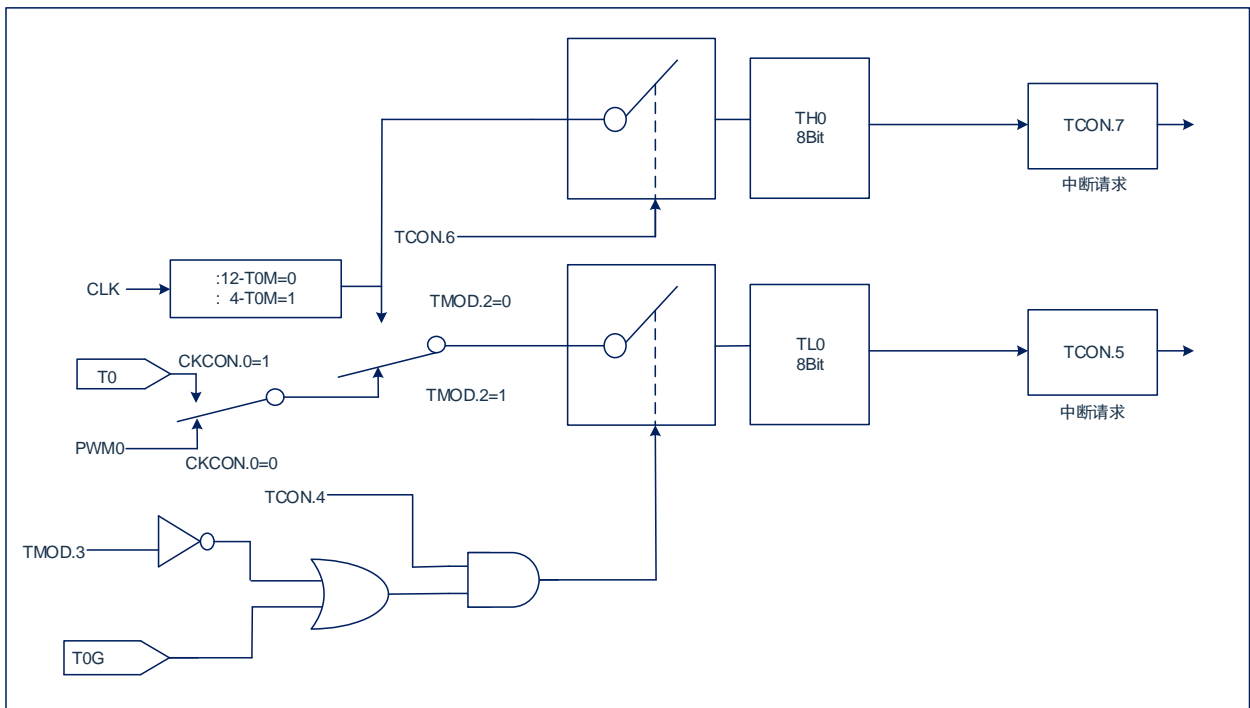 TH0
8Bit
TCON.7
中断请求
TCON.6
CLK
:12-T0M=0
: 4-T0M=1
TMOD.2=0
TL0
8Bit
TCON.5
中断请求
T0
CKCON.0=1
TMOD.2=1
PWM0
CKCON.0=0
TCON.4
TMOD.3
T0G